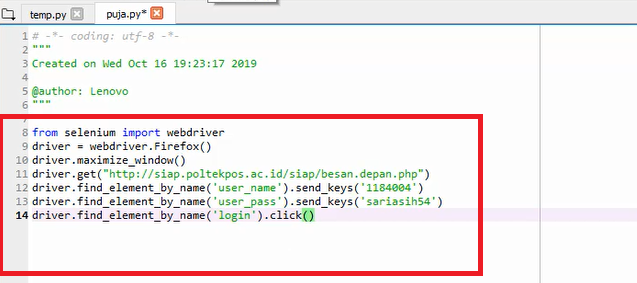 temp.py
puja.py*
1 # -*- coding: utf-8 -*-
2 """
3 Created on Wed Oct 16 19:23:17 2019
4
5 @author: Lenovo
6 """
7
8 from selenium import webdriver
9 driver = webdriver.Firefox()
10 driver.maximize_window()
11 driver.get("http://siap.poltekpos.ac.id/siap/besan.depan.php")
12 driver.find_element_by_name('user_name').send_keys('1184004')
13 driver.find_element_by_name('user_pass').send_keys('sariasih54')
14 driver.find_element_by_name('login').click()